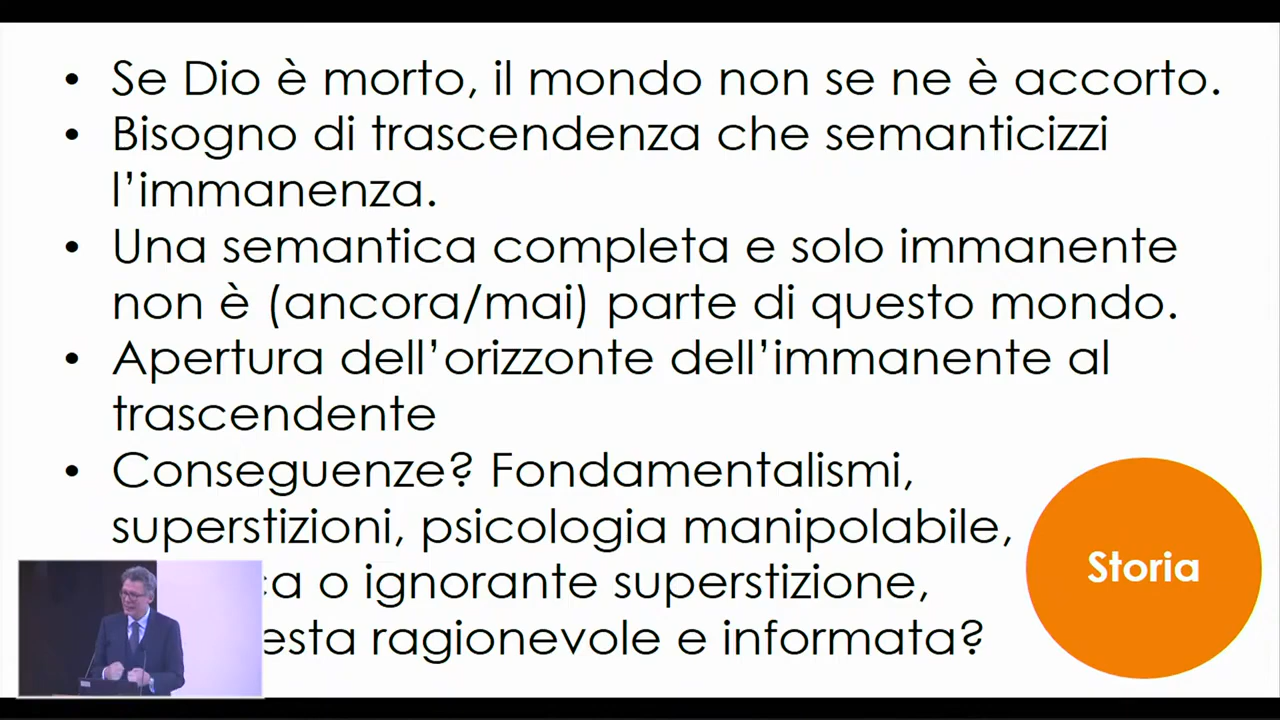 • Se Dio è morto, il mondo non se ne è accorto.
• Bisogno di trascendenza che semanticizzi
l’immanenza.
• Una semantica completa e solo immanente
non è (ancora/mai) parte di questo mondo.
• Apertura dell’orizzonte dell’immanente al
trascendente
• Conseguenze? Fondamentalismi,
superstizioni, psicologia manipolabile,
o ignorante superstizione,
ragionevole e informata?
Storia